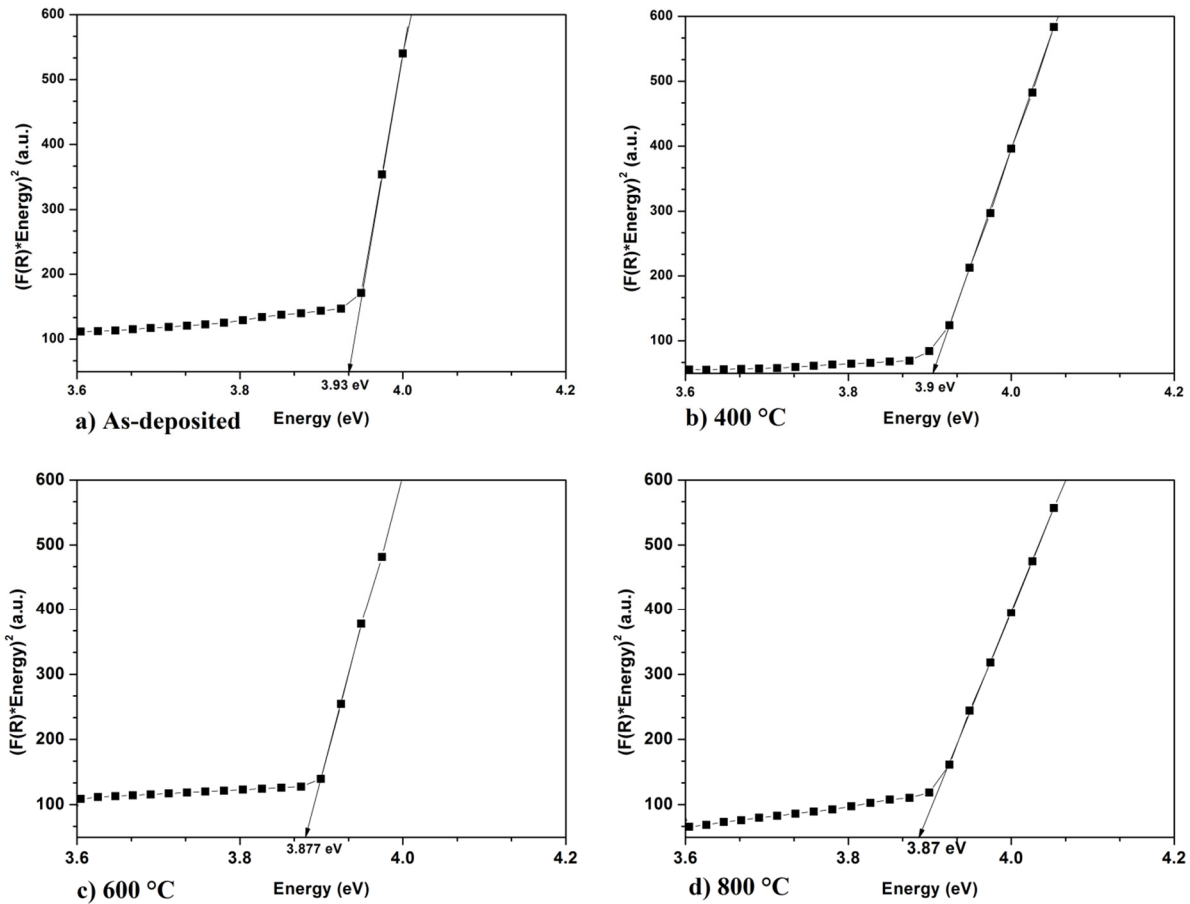 600
500
400
300
200
100
(F(R)*Energy)² (a.u.)
3.6
3.8
4.0
4.2
3.93 eV
a) As-deposited
Energy (eV)
600
500
400
300
200
100
(F(R)*Energy)² (a.u.)
3.6
3.8
4.0
4.2
3.9 eV
b) 400 °C
Energy (eV)
600
500
400
300
200
100
(F(R)*Energy)² (a.u.)
3.877 eV
3.6
3.8
4.0
4.2
c) 600 °C
Energy (eV)
600
500
400
300
200
100
(F(R)*Energy)² (a.u.)
3.87 eV
3.6
3.8
4.0
4.2
d) 800 °C
Energy (eV)